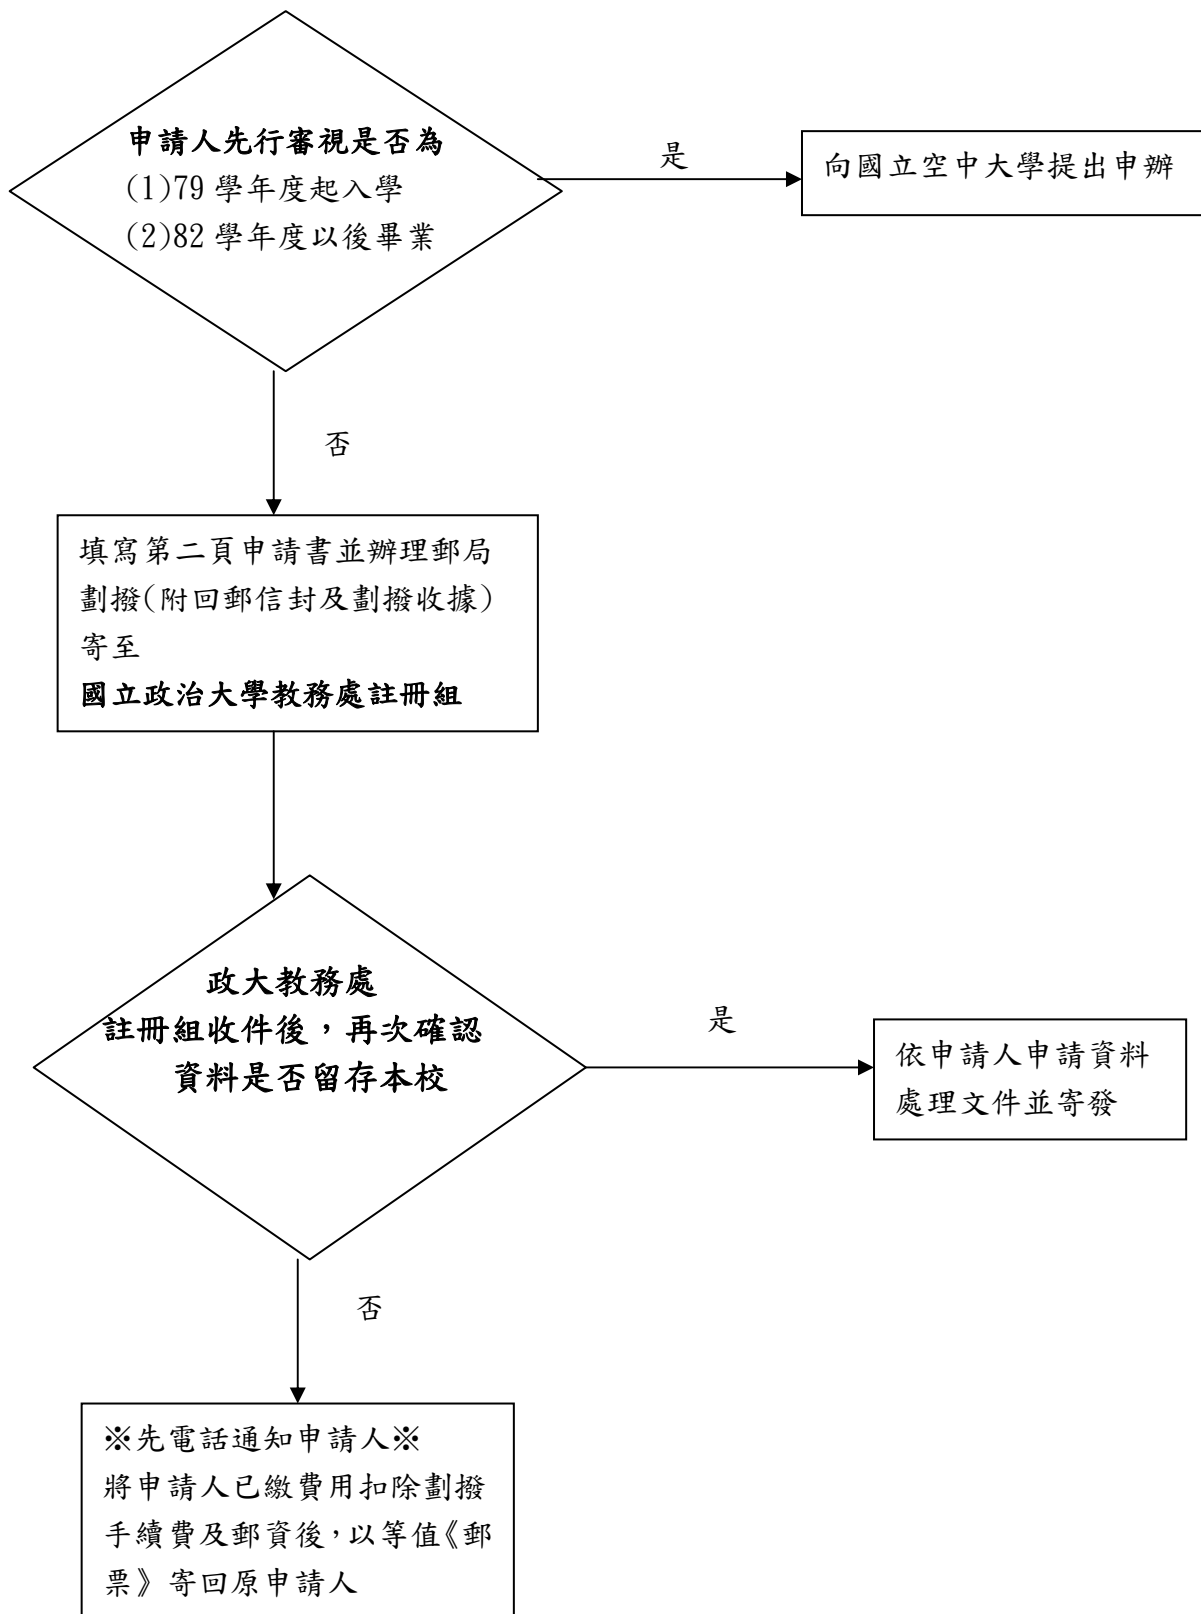 申請人先行審視是否為
(1)79 學年度起入學
(2)82 學年度以後畢業
是
向國立空中大學提出申辦
否
填寫第二頁申請書並辦理郵局
劃撥(附回郵信封及劃撥收據)
寄至
國立政治大學教務處註冊組
政大教務處
註冊組收件後，再次確認
資料是否留存本校
是
依申請人申請資料
處理文件並寄發
否
※先電話通知申請人※
將申請人已繳費用扣除劃撥
手續費及郵資後，以等值《郵
票》寄回原申請人